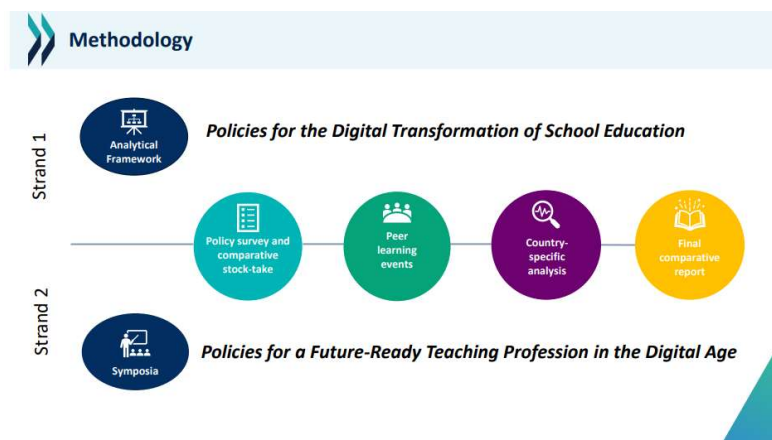 Methodology
Strand 1
Analytical
Framework
Policies for the Digital Transformation of School Education
Policy survey and
comparative
stock-take
Peer
learning
events
Country-
specific
analysis
Final
comparative
report
Strand 2
Symposia
Policies for a Future-Ready Teaching Profession in the Digital Age